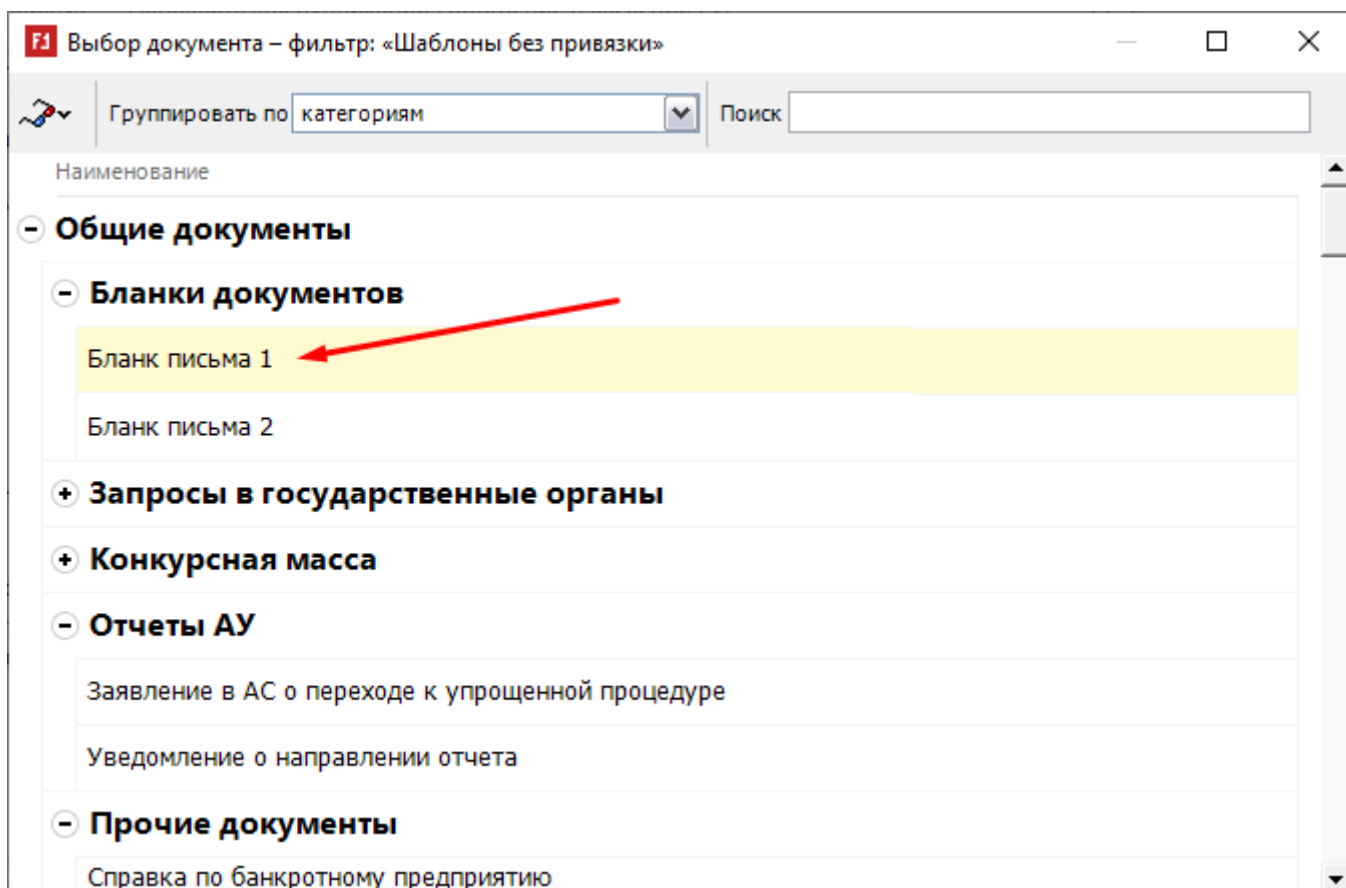 Выбор документа – фильтр: «Шаблоны без привязки»
Группировать по категориям Поиск
Наименование
Общие документы
Бланки документов
Бланк письма 1
Бланк письма 2
Запросы в государственные органы
Конкурсная масса
Отчеты АУ
Заявление в АС о переходе к упрощенной процедуре
Уведомление о направлении отчета
Прочие документы
Справка по банкротному предприятию